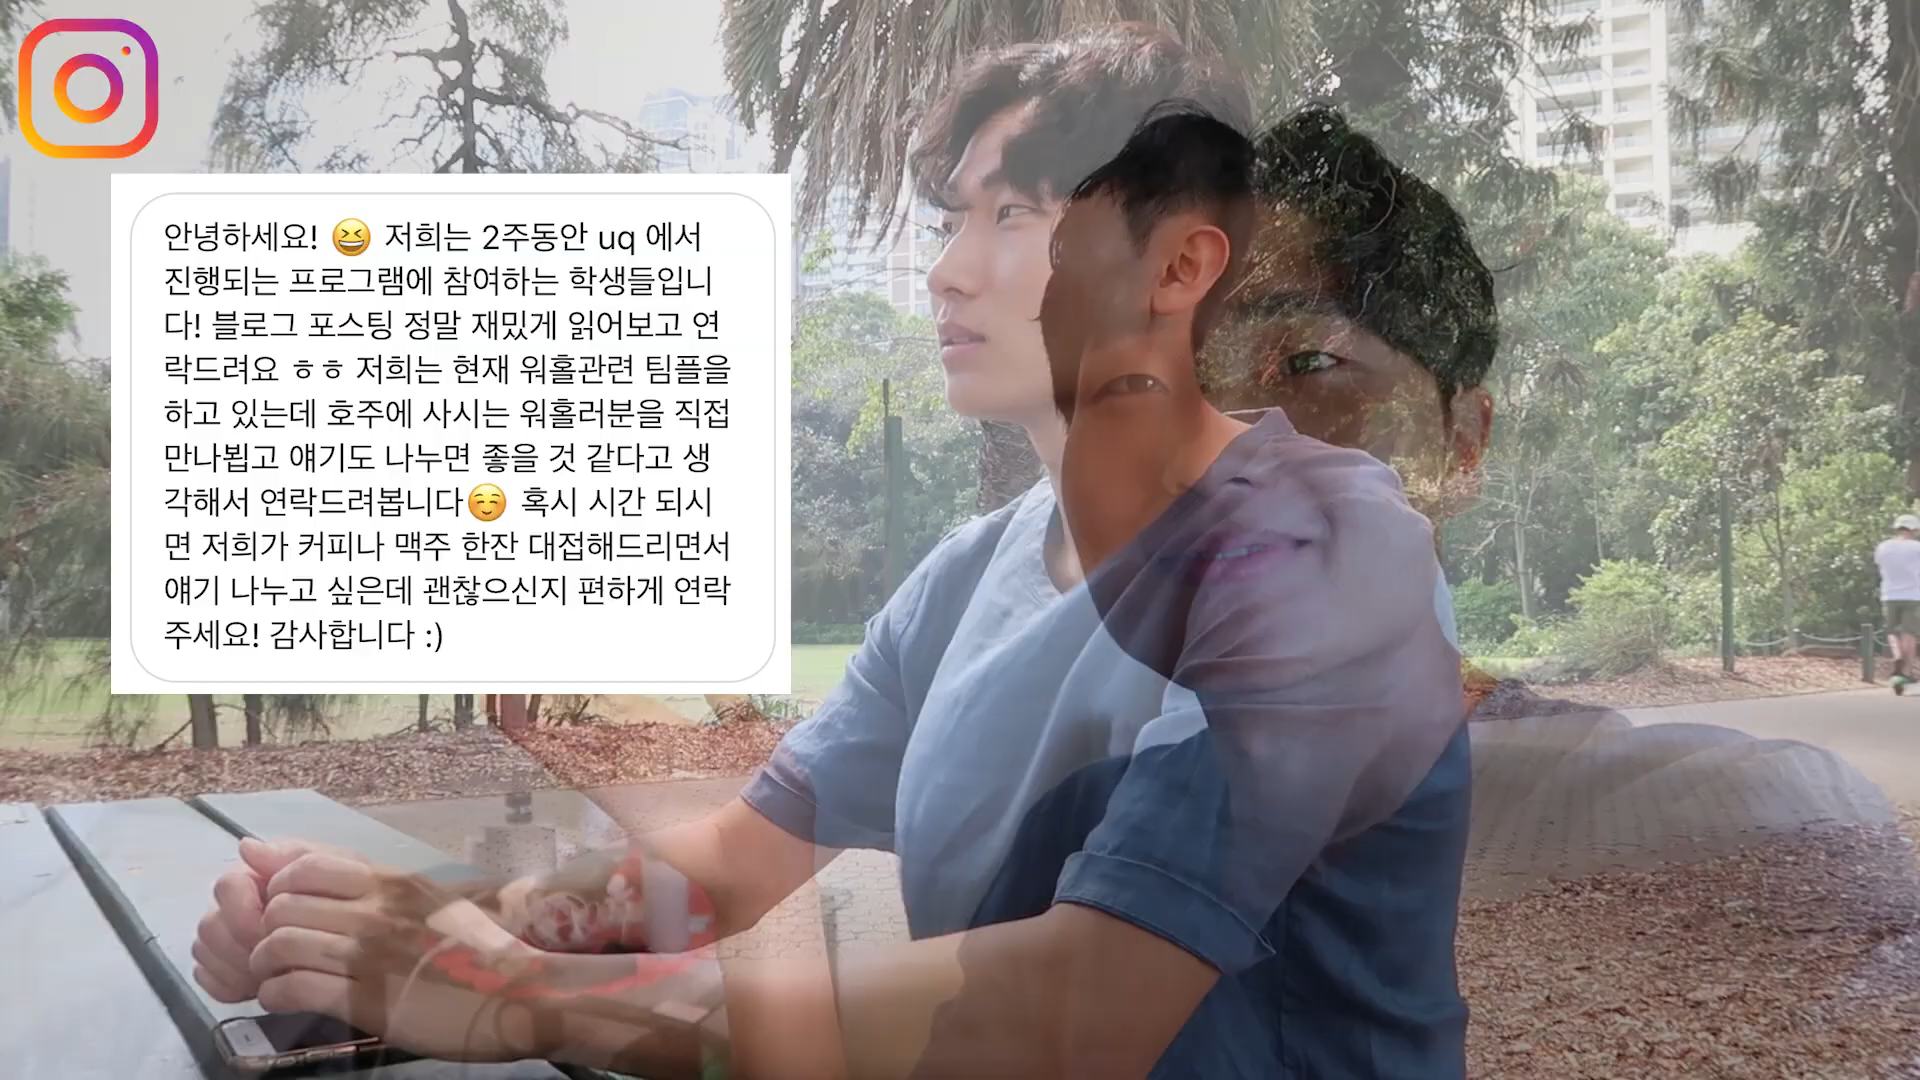 안녕하세요! 😆 저희는 2주동안 uq 에서
진행되는 프로그램에 참여하는 학생들입니
다! 블로그 포스팅 정말 재밌게 읽어보고 연
락드려요 ㅎㅎ 저희는 현재 워홀관련 팀플을
하고 있는데 호주에 사시는 워홀러분을 직접
만나뵙고 얘기도 나누면 좋을 것 같다고 생
각해서 연락드려봅니다☺️ 혹시 시간 되시
면 저희가 커피나 맥주 한잔 대접해드리면서
얘기 나누고 싶은데 괜찮으신지 편하게 연락
주세요! 감사합니다 :)